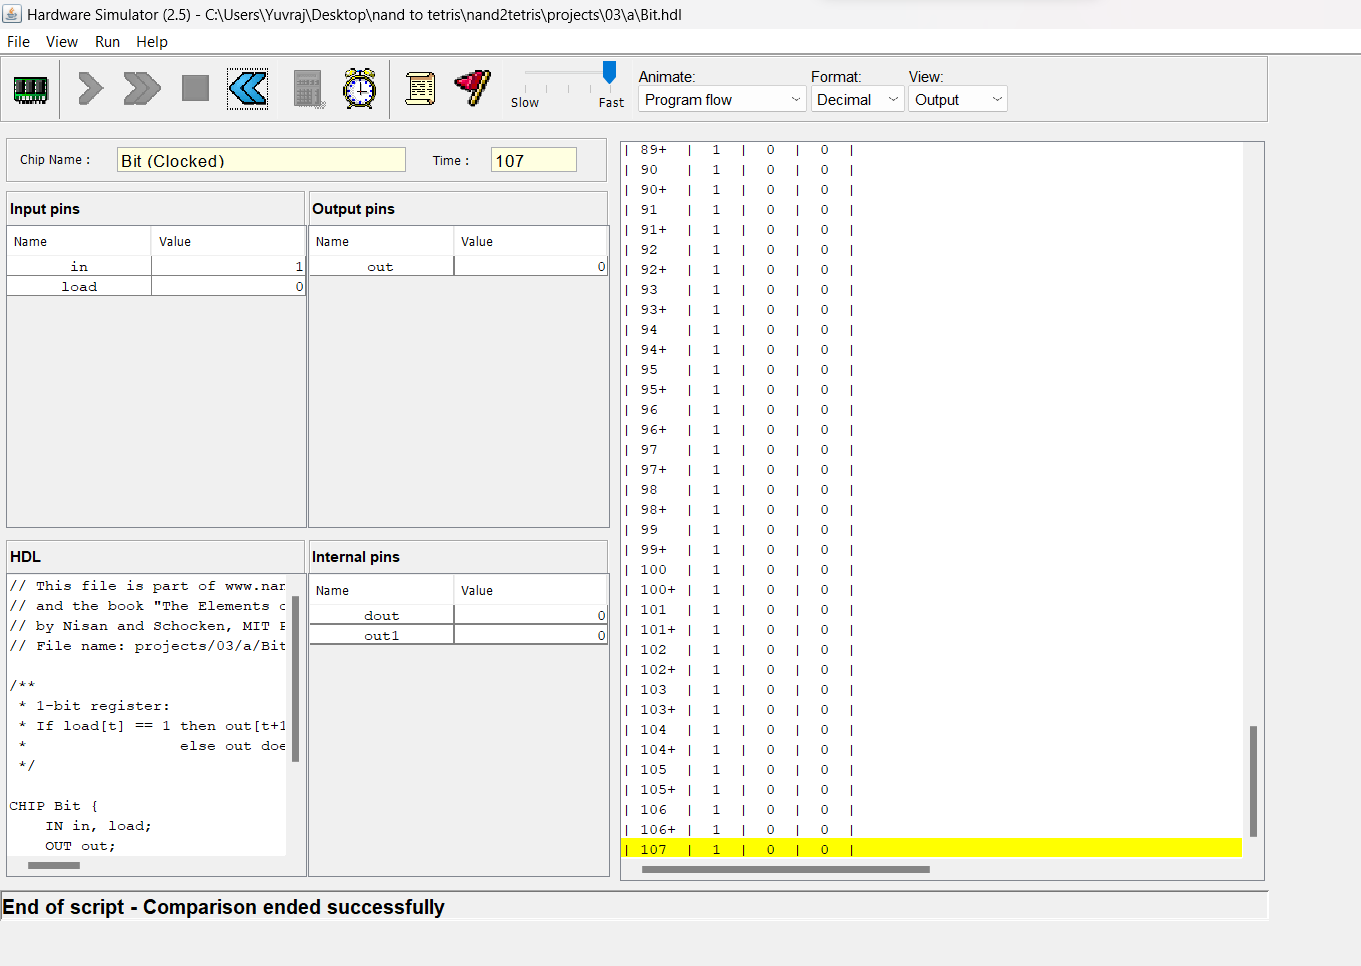 Hardware Simulator (2.5) - C:\Users\Yuvraj\Desktop\nand to tetris\nand2tetris\projects\03\a\Bit.hdl
File View Run Help
Slow Fast
Animate: Format: View:
Program flow Decimal Output
Chip Name : Bit (Clocked) Time : 107
Input pins
Name Value
in 1
load 0
Output pins
Name Value
out 0
HDL
// This file is part of www.nan
// and the book "The Elements o
// by Nisan and Schocken, MIT P
// File name: projects/03/a/Bit
/**
* 1-bit register:
* If load[t] == 1 then out[t+1
* else out doe
*/
CHIP Bit {
IN in, load;
OUT out;
Internal pins
Name Value
dout 0
out1 0
| 89+ | 1 | 0 | 0 |
| 90 | 1 | 0 | 0 |
| 90+ | 1 | 0 | 0 |
| 91 | 1 | 0 | 0 |
| 91+ | 1 | 0 | 0 |
| 92 | 1 | 0 | 0 |
| 92+ | 1 | 0 | 0 |
| 93 | 1 | 0 | 0 |
| 93+ | 1 | 0 | 0 |
| 94 | 1 | 0 | 0 |
| 94+ | 1 | 0 | 0 |
| 95 | 1 | 0 | 0 |
| 95+ | 1 | 0 | 0 |
| 96 | 1 | 0 | 0 |
| 96+ | 1 | 0 | 0 |
| 97 | 1 | 0 | 0 |
| 97+ | 1 | 0 | 0 |
| 98 | 1 | 0 | 0 |
| 98+ | 1 | 0 | 0 |
| 99 | 1 | 0 | 0 |
| 99+ | 1 | 0 | 0 |
| 100 | 1 | 0 | 0 |
| 100+ | 1 | 0 | 0 |
| 101 | 1 | 0 | 0 |
| 101+ | 1 | 0 | 0 |
| 102 | 1 | 0 | 0 |
| 102+ | 1 | 0 | 0 |
| 103 | 1 | 0 | 0 |
| 103+ | 1 | 0 | 0 |
| 104 | 1 | 0 | 0 |
| 104+ | 1 | 0 | 0 |
| 105 | 1 | 0 | 0 |
| 105+ | 1 | 0 | 0 |
| 106 | 1 | 0 | 0 |
| 106+ | 1 | 0 | 0 |
| 107 | 1 | 0 | 0 |
End of script - Comparison ended successfully